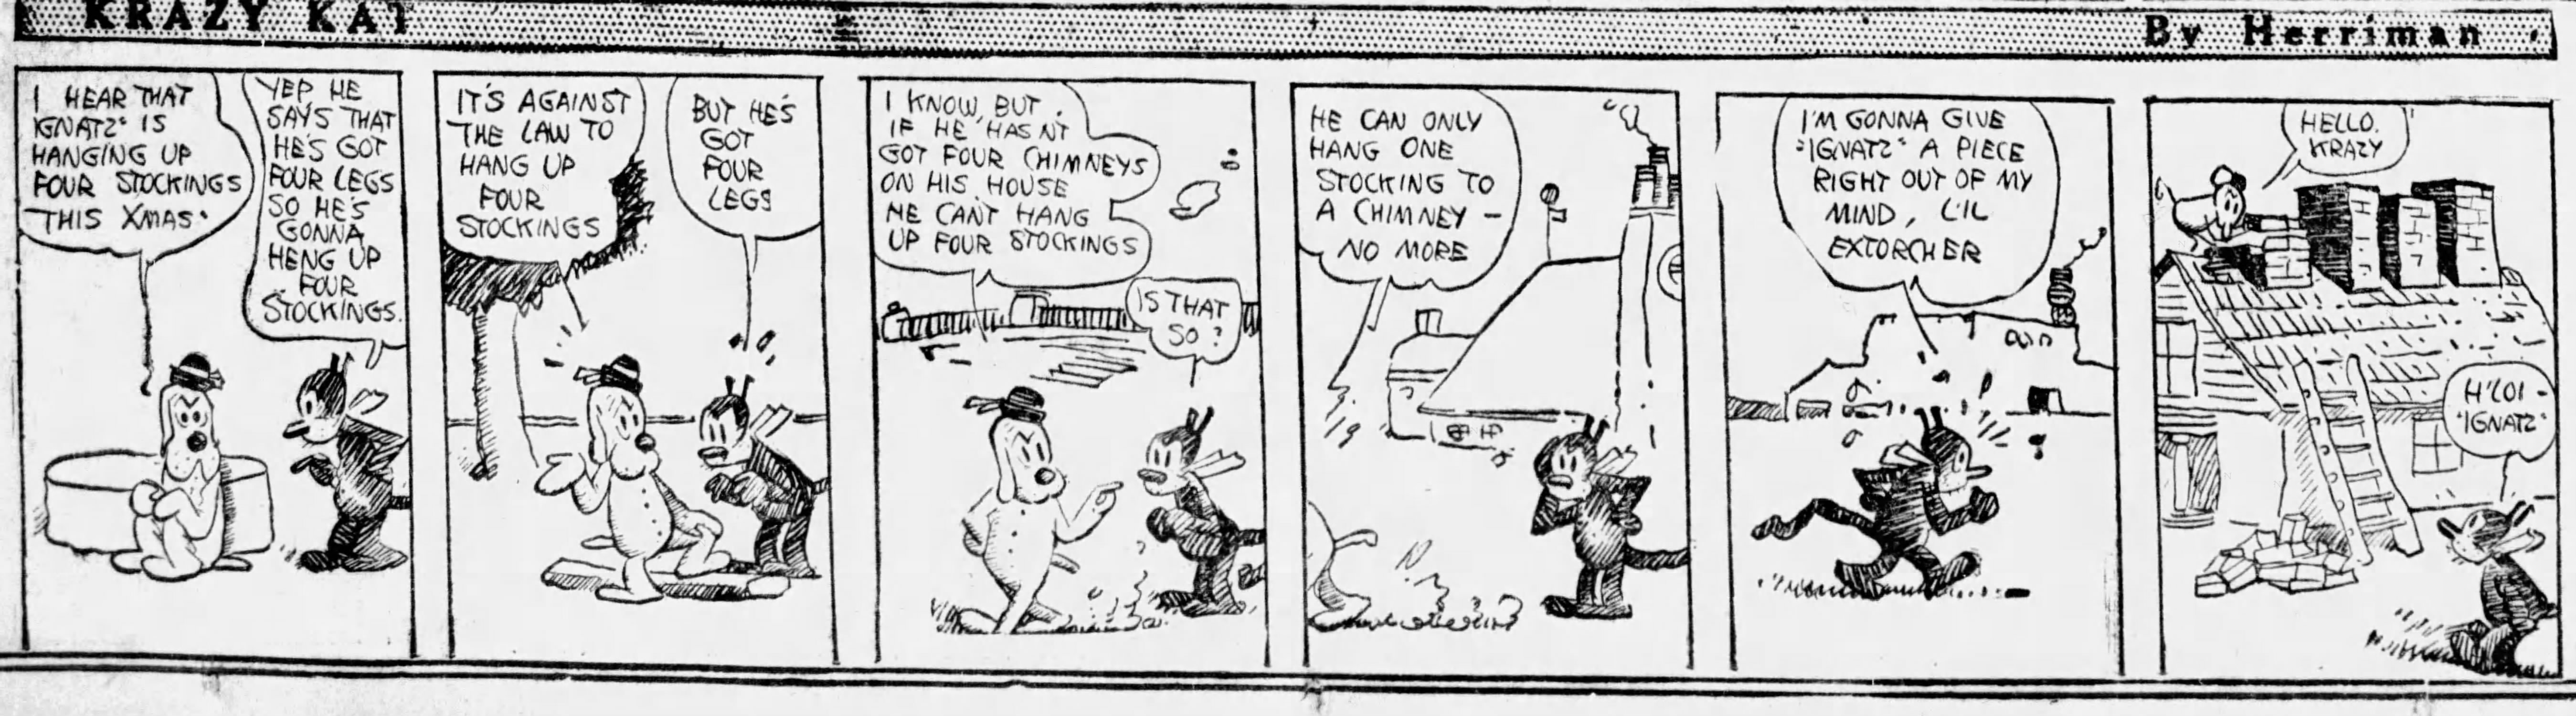 KRAZY KAT
By Herriman
I HEAR THAT
"IGNATZ" IS
HANGING UP
FOUR STOCKINGS
THIS XMAS.
YEP HE
SAYS THAT
HE'S GOT
FOUR LEGS
SO HE'S
GONNA
HENG UP
FOUR
STOCKINGS.
IT'S AGAINST
THE LAW TO
HANG UP
FOUR
STOCKINGS
BUT HE'S
GOT
FOUR
LEGS
I KNOW, BUT
IF HE HASN'T
GOT FOUR CHIMNEYS
ON HIS HOUSE
HE CAN'T HANG
UP FOUR STOCKINGS
IS THAT
SO?
HE CAN ONLY
HANG ONE
STOCKING TO
A CHIMNEY —
NO MORE
I'M GONNA GIVE
"IGNATZ" A PIECE
RIGHT OUT OF MY
MIND, L'IL
EXTORCHER
HELLO.
KRAZY
H'LOI -
"IGNATZ"